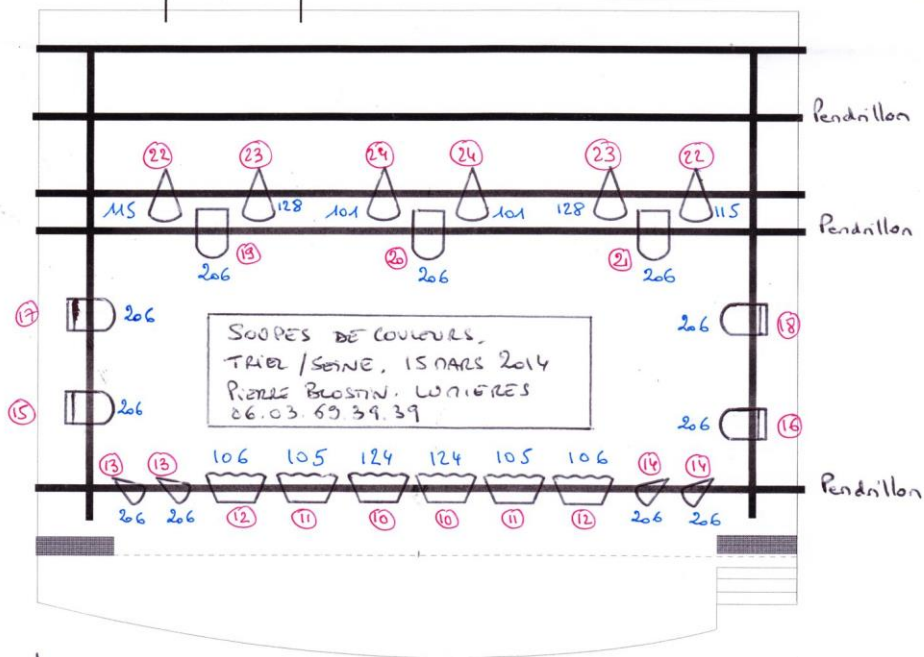 Pendrillon
22 23 24 24 23 22
115 128 101 101 128 115
Pendrillon
19 20 21
206 206 206
17 206 206 18
SOUPES DE COULEURS.
TRIEL / SEINE. 15 MARS 2014
PIERRE BLOSTIN. LUMIERES
06.03.69.39.39
15 206 206 16
13 13 106 105 124 124 105 106 14 14
Pendrillon
206 206 12 11 10 10 11 12 206 206